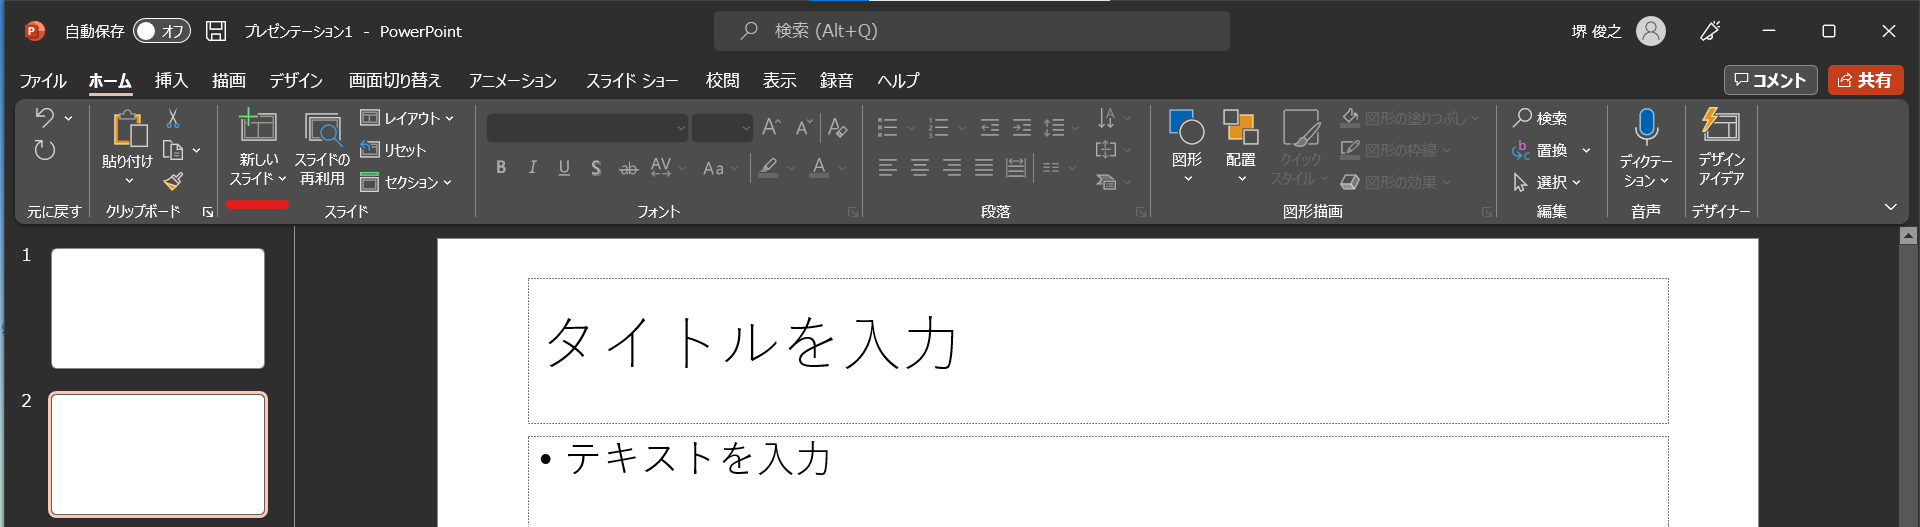 自動保存 オフ プレゼンテーション1 - PowerPoint 検索 (Alt+Q) 堺 俊之
ファイル ホーム 挿入 描画 デザイン 画面切り替え アニメーション スライド ショー 校閲 表示 録音 ヘルプ コメント 共有
元に戻す
貼り付け
クリップボード
新しい
スライド
スライドの
再利用
レイアウト
リセット
セクション
スライド
B I U S ab AV Aa A
フォント
段落
図形
配置
クイック
スタイル
図形の塗りつぶし
図形の枠線
図形の効果
図形描画
検索
置換
選択
編集
ディクテー
ション
音声
デザイン
アイデア
デザイナー
1
2
タイトルを入力
• テキストを入力